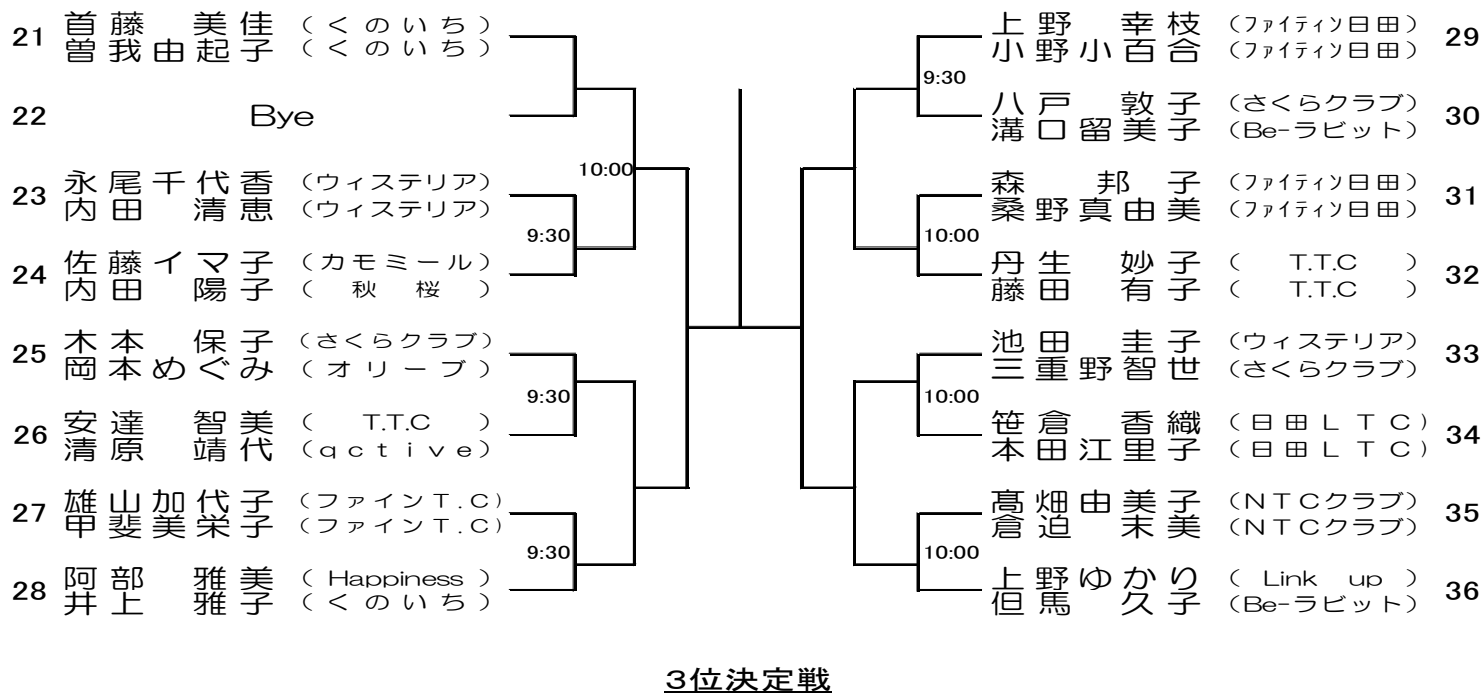 21 首藤 美佳 (くのいち)
曽我由起子 (くのいち)
22 Bye
23 永尾千代香 (ウィステリア)
内田 清恵 (ウィステリア)
24 佐藤イマ子 (カモミール)
内田 陽子 (秋桜)
25 木本 保子 (さくらクラブ)
岡本めぐみ (オリーブ)
26 安達 智美 (T.T.C)
清原 靖代 (active)
27 雄山加代子 (ファインT.C)
甲斐美栄子 (ファインT.C)
28 阿部 雅美 (Happiness)
井上 雅子 (くのいち)
10:00
9:30
9:30
9:30
上野 幸枝 (ファイティン日田) 29
小野小百合 (ファイティン日田)
八戸 敦子 (さくらクラブ) 30
溝口留美子 (Be-ラビット)
森 邦子 (ファイティン日田) 31
桑野真由美 (ファイティン日田)
丹生 妙子 (T.T.C) 32
藤田 有子 (T.T.C)
池田 圭子 (ウィステリア) 33
三重野智世 (さくらクラブ)
笹倉 香織 (日田LTC) 34
本田江里子 (日田LTC)
髙畑由美子 (NTCクラブ) 35
倉迫 末美 (NTCクラブ)
上野ゆかり (Link up) 36
但馬 久子 (Be-ラビット)
9:30
10:00
10:00
10:00
3位決定戦